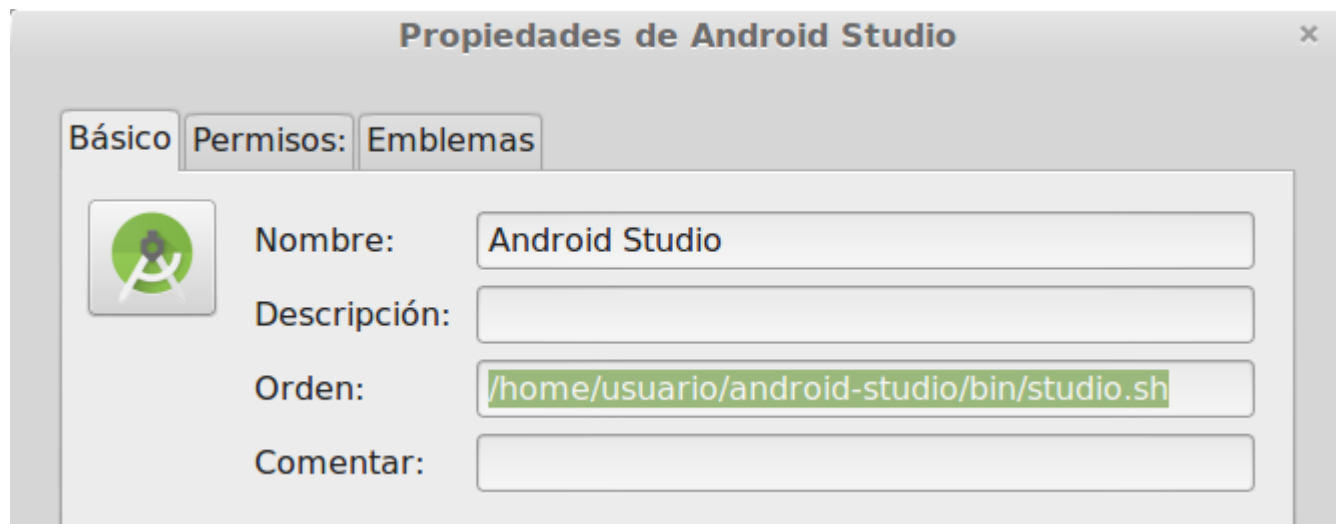 Propiedades de Android Studio ×
Básico Permisos: Emblemas
Nombre: Android Studio
Descripción:
Orden: /home/usuario/android-studio/bin/studio.sh
Comentar: